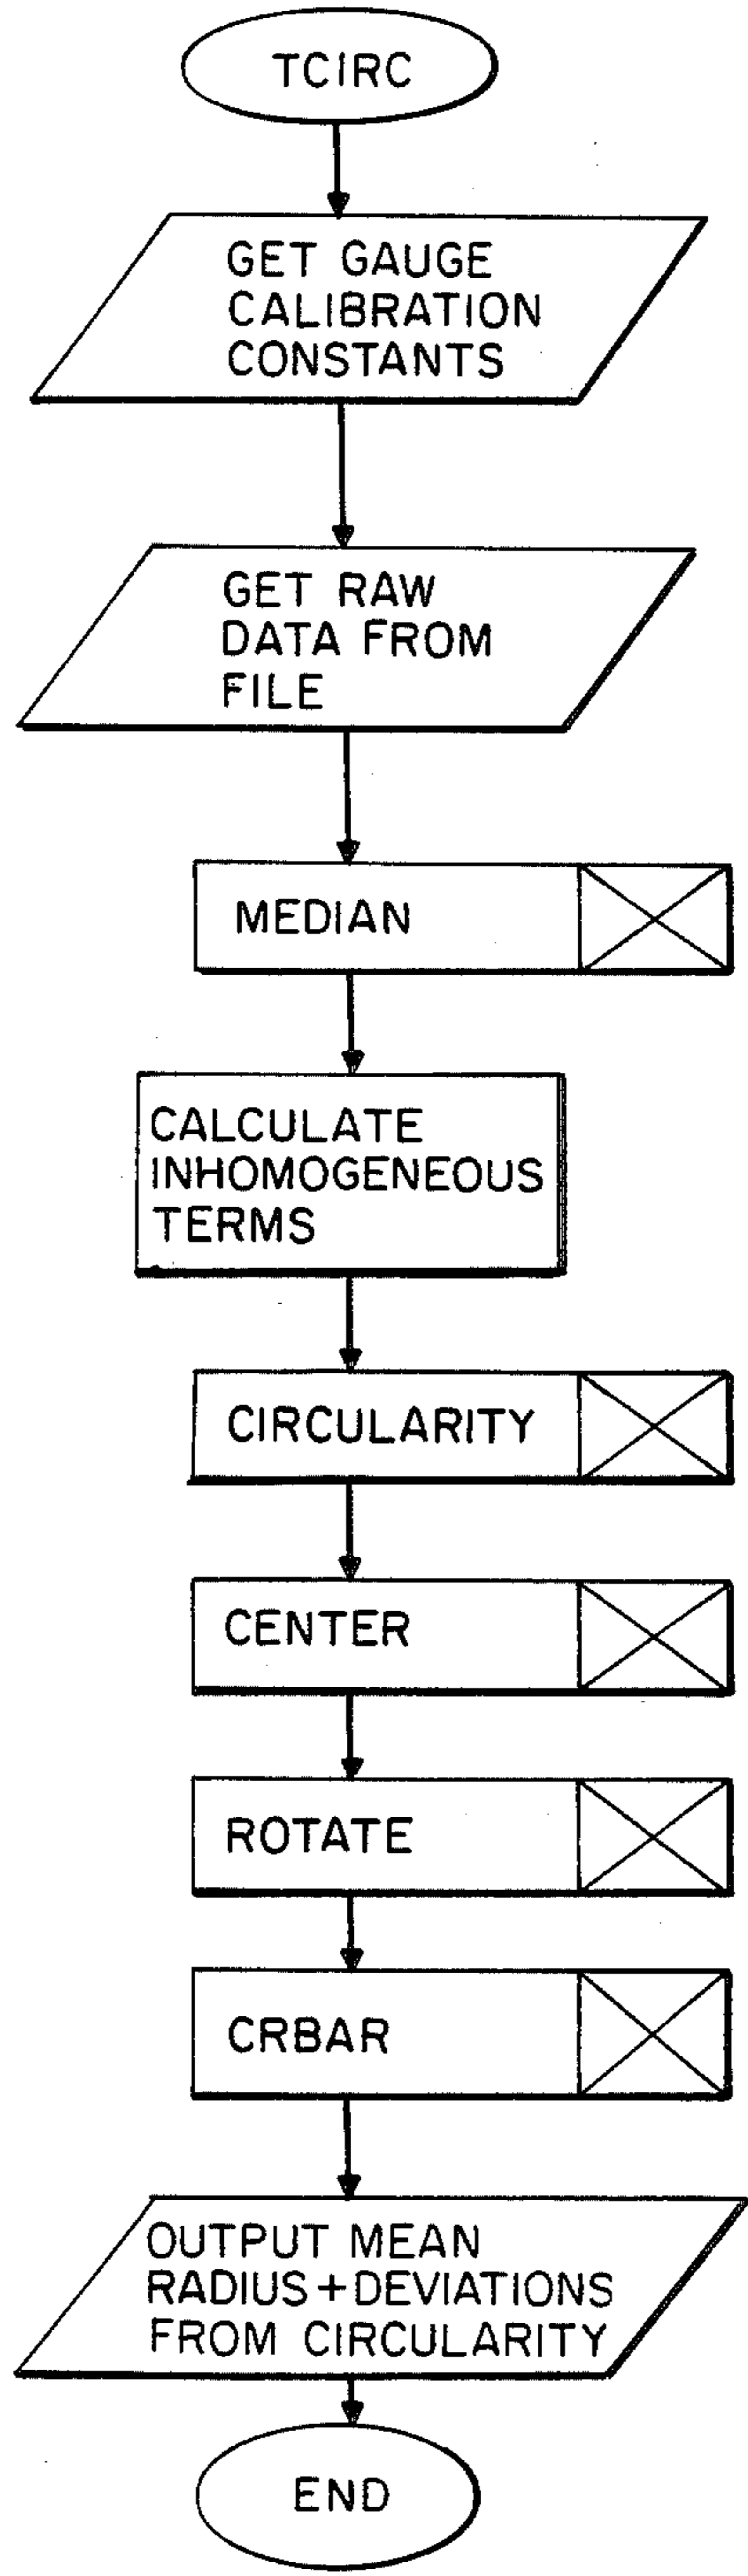 TCIRC
GET GAUGE
CALIBRATION
CONSTANTS
GET RAW
DATA FROM
FILE
MEDIAN
CALCULATE
INHOMOGENEOUS
TERMS
CIRCULARITY
CENTER
ROTATE
CRBAR
OUTPUT MEAN
RADIUS+DEVIATIONS
FROM CIRCULARITY
END